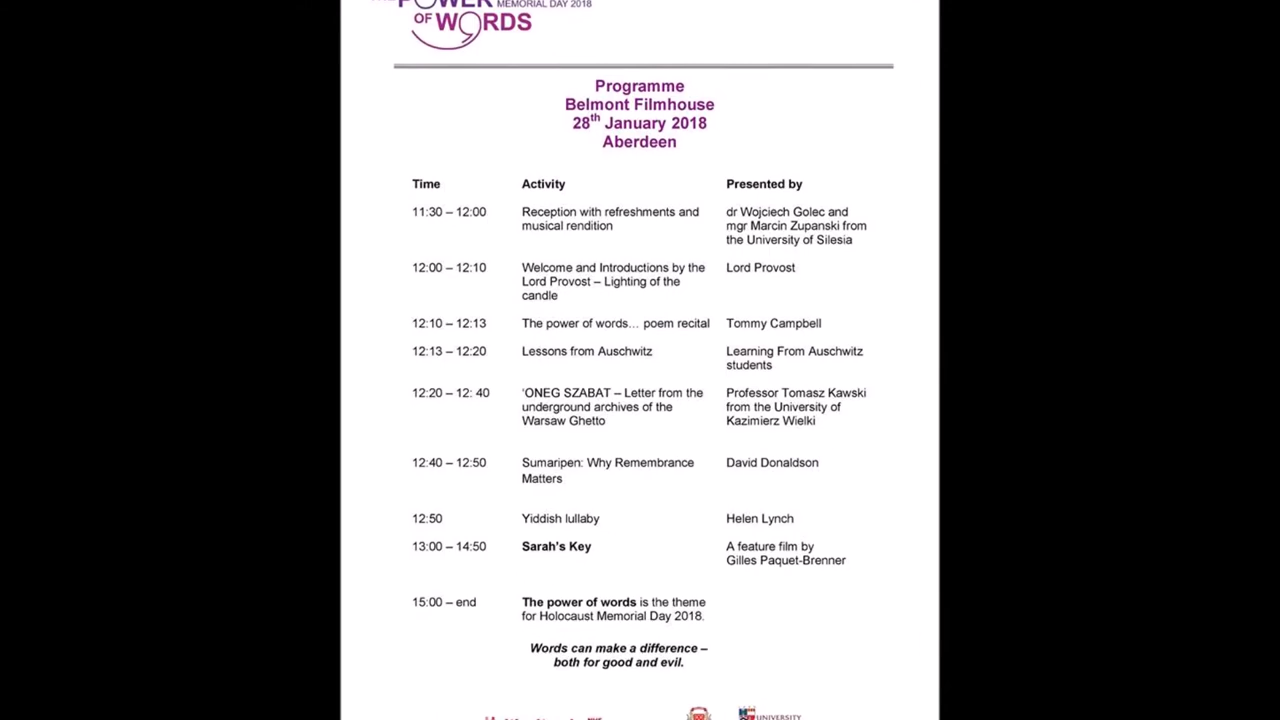 POWER MEMORIAL DAY 2018
OF WORDS
Programme
Belmont Filmhouse
28th January 2018
Aberdeen
Time Activity Presented by
11:30 – 12:00 Reception with refreshments and dr Wojciech Golec and
musical rendition mgr Marcin Zupanski from
the University of Silesia
12:00 – 12:10 Welcome and Introductions by the Lord Provost
Lord Provost – Lighting of the
candle
12:10 – 12:13 The power of words… poem recital Tommy Campbell
12:13 – 12:20 Lessons from Auschwitz Learning From Auschwitz
students
12:20 – 12: 40 ‘ONEG SZABAT – Letter from the Professor Tomasz Kawski
underground archives of the from the University of
Warsaw Ghetto Kazimierz Wielki
12:40 – 12:50 Sumaripen: Why Remembrance David Donaldson
Matters
12:50 Yiddish lullaby Helen Lynch
13:00 – 14:50 Sarah’s Key A feature film by
Gilles Paquet-Brenner
15:00 – end The power of words is the theme
for Holocaust Memorial Day 2018.
Words can make a difference –
both for good and evil.
UNIVERSITY